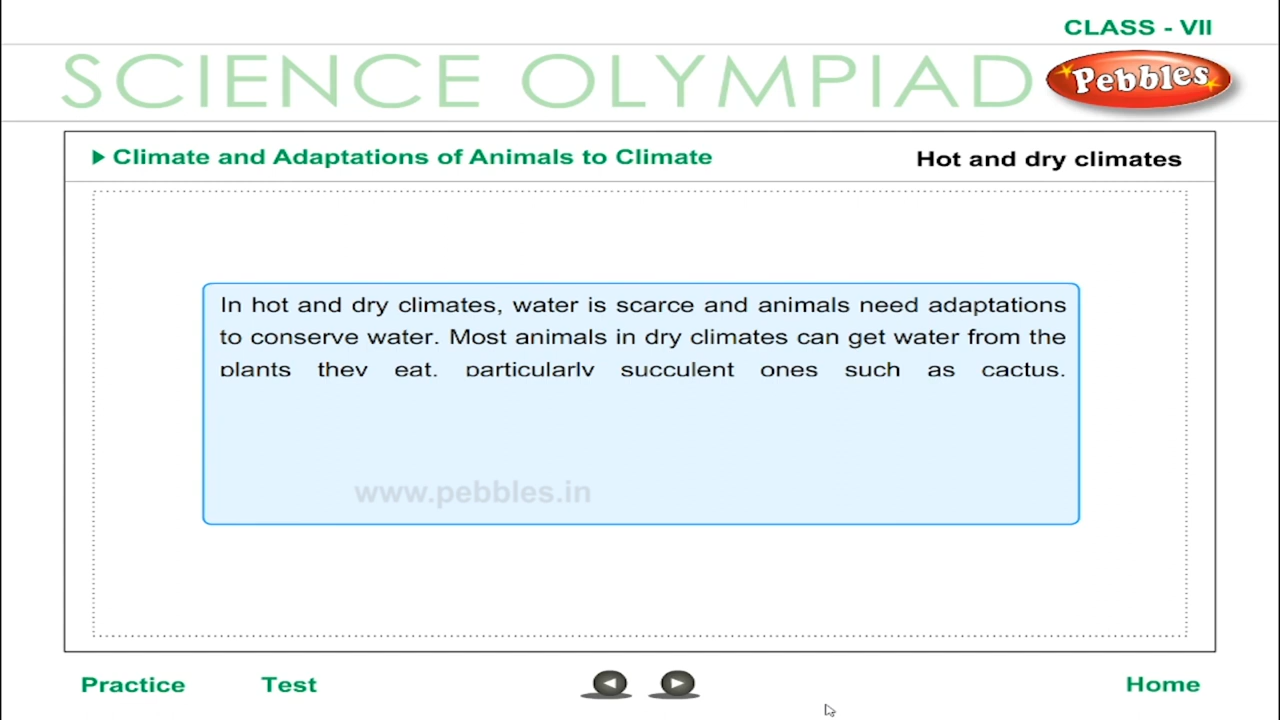 CLASS - VII
SCIENCE OLYMPIAD
Pebbles
Climate and Adaptations of Animals to Climate
Hot and dry climates
In hot and dry climates, water is scarce and animals need adaptations
to conserve water. Most animals in dry climates can get water from the
plants they eat, particularly succulent ones such as cactus.
www.pebbles.in
Practice
Test
Home